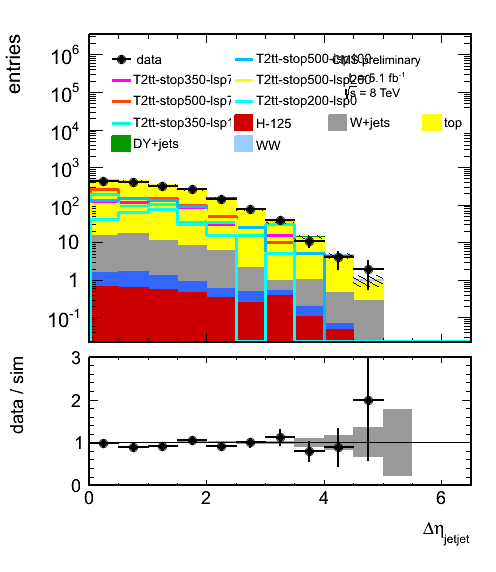 entries
10⁶
10⁵
10⁴
10³
10²
10
1
10⁻¹
data
T2tt-stop350-lsp
T2tt-stop500-lsp
T2tt-stop350-lsp1
T2tt-stop500-lsp100
T2tt-stop500-lsp200
T2tt-stop200-lsp0
CMS preliminary
5.1 fb⁻¹
√s = 8 TeV
H-125
W+jets
top
DY+jets
WW
data / sim
3
2
1
0
0 2 4 6
Δη_jetjet